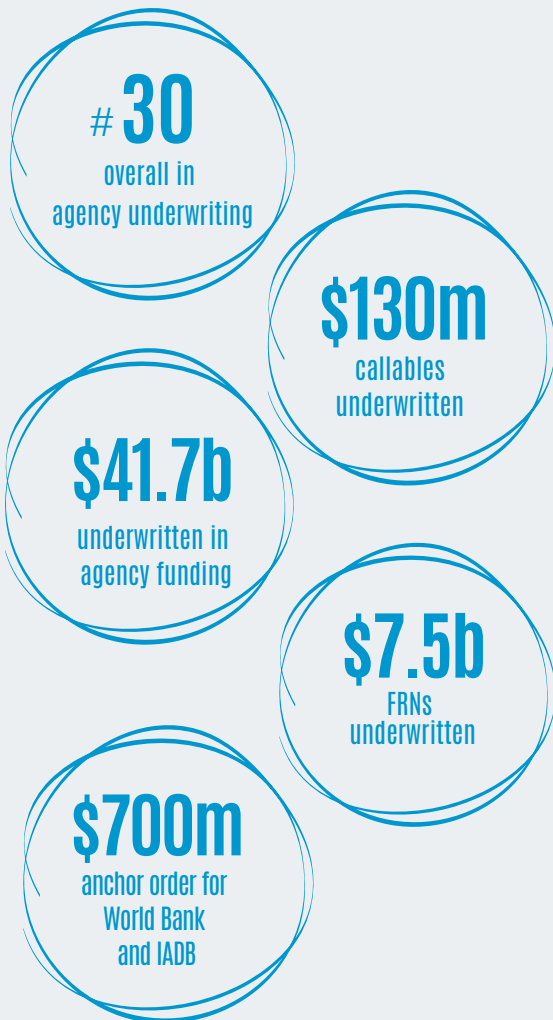 # 30
overall in
agency underwriting
$130m
callables
underwritten
$41.7b
underwritten in
agency funding
$7.5b
FRNs
underwritten
$700m
anchor order for
World Bank
and IADB